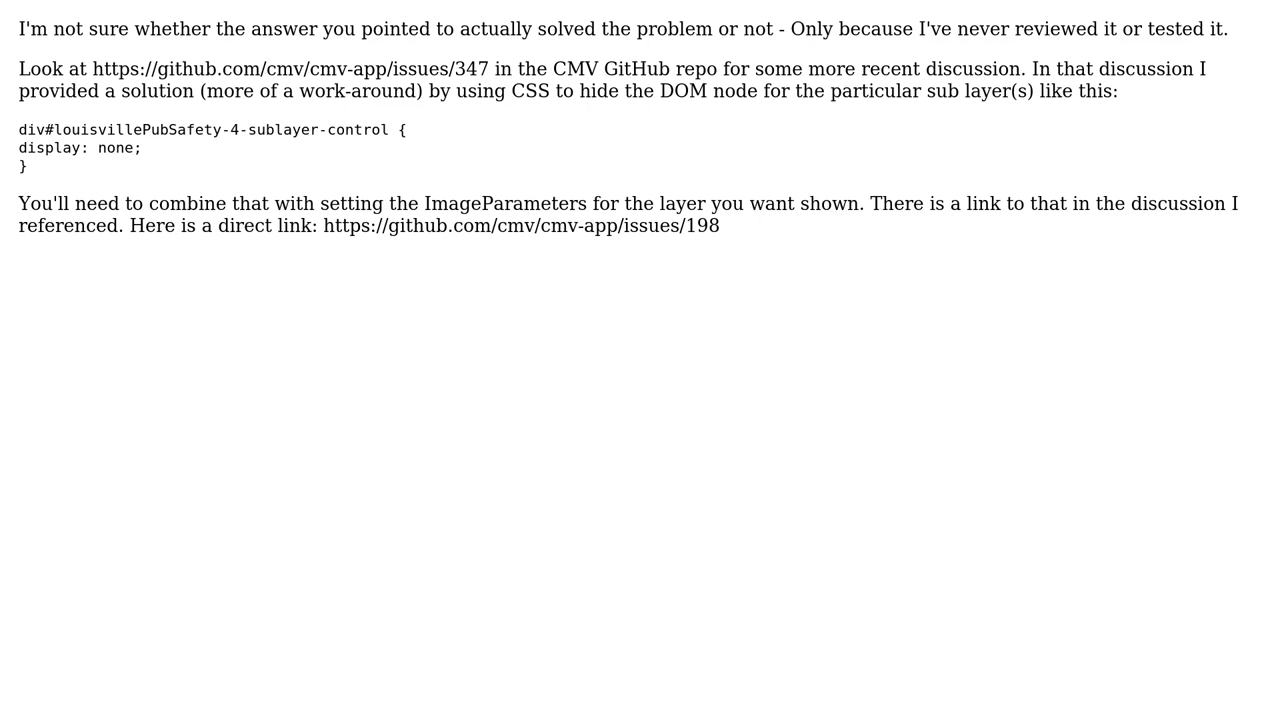 I'm not sure whether the answer you pointed to actually solved the problem or not - Only because I've never reviewed it or tested it.
Look at https://github.com/cmv/cmv-app/issues/347 in the CMV GitHub repo for some more recent discussion. In that discussion I
provided a solution (more of a work-around) by using CSS to hide the DOM node for the particular sub layer(s) like this:
div#louisvillePubSafety-4-sublayer-control {
display: none;
}
You'll need to combine that with setting the ImageParameters for the layer you want shown. There is a link to that in the discussion I
referenced. Here is a direct link: https://github.com/cmv/cmv-app/issues/198